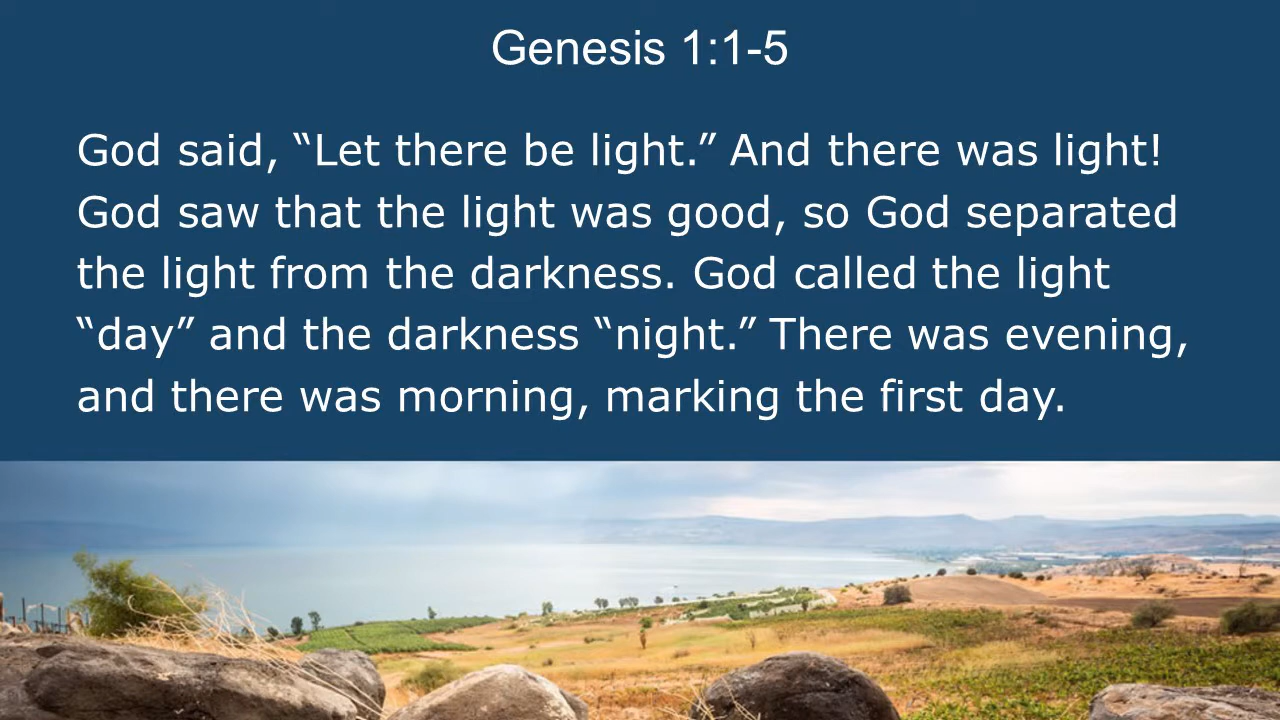 Genesis 1:1-5
God said, “Let there be light.” And there was light!
God saw that the light was good, so God separated
the light from the darkness. God called the light
“day” and the darkness “night.” There was evening,
and there was morning, marking the first day.